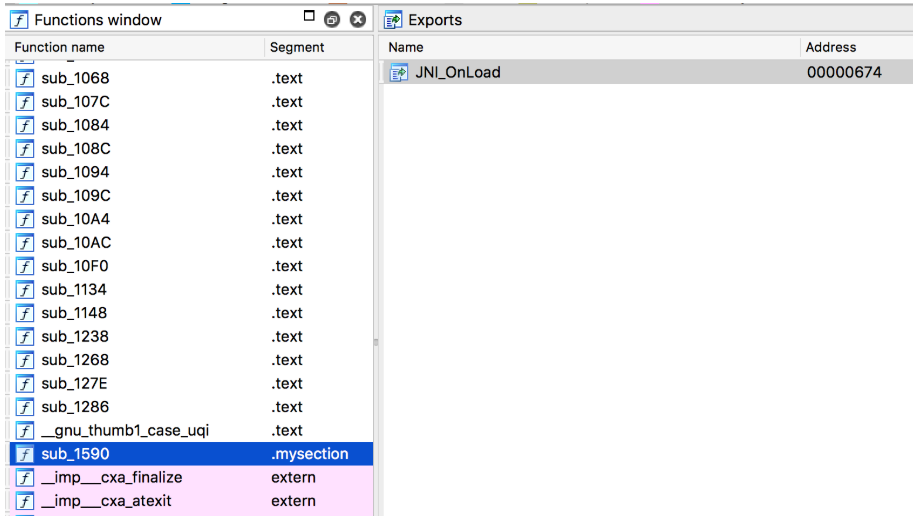 Functions window
Function name Segment
sub_1068 .text
sub_107C .text
sub_1084 .text
sub_108C .text
sub_1094 .text
sub_109C .text
sub_10A4 .text
sub_10AC .text
sub_10F0 .text
sub_1134 .text
sub_1148 .text
sub_1238 .text
sub_1268 .text
sub_127E .text
sub_1286 .text
__gnu_thumb1_case_uqi .text
sub_1590 .mysection
__imp___cxa_finalize extern
__imp___cxa_atexit extern
Exports
Name Address
JNI_OnLoad 00000674